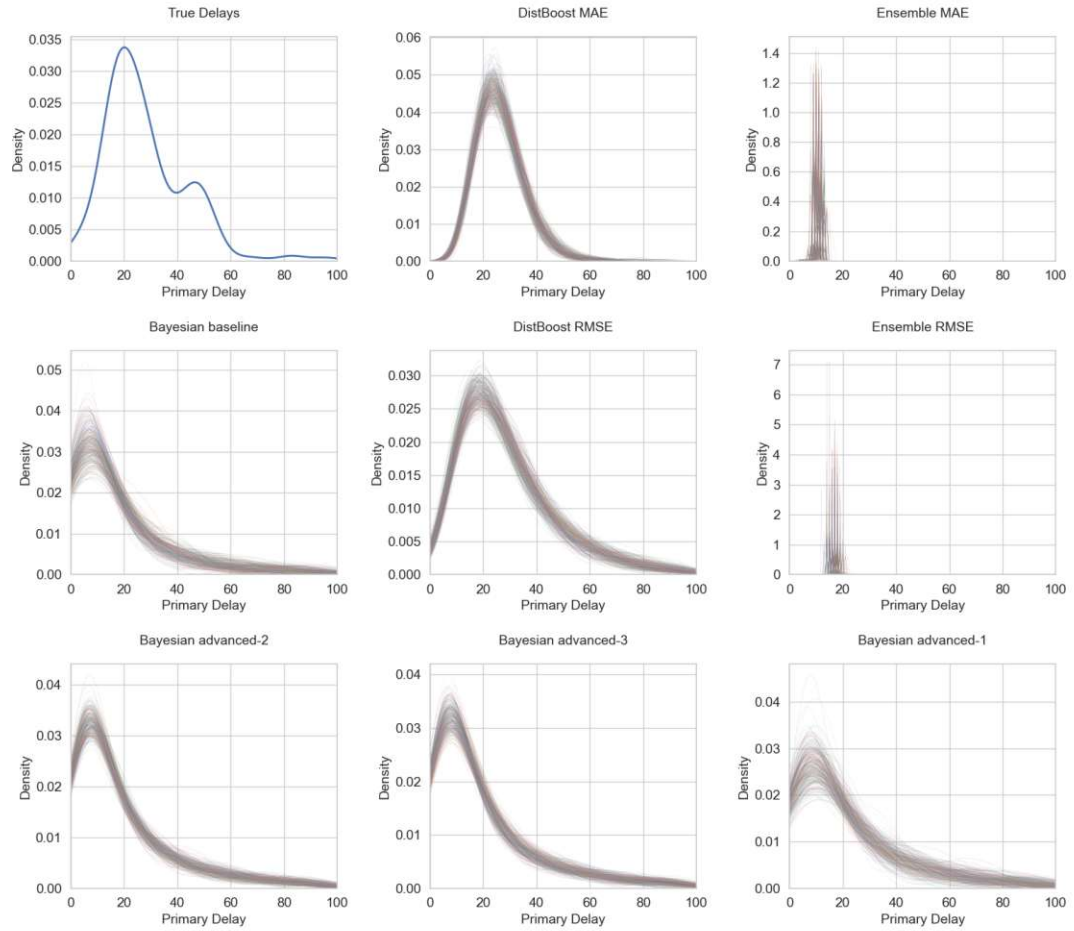 True Delays
0.035
0.030
0.025
0.020
0.015
0.010
0.005
0.000
Density
0 20 40 60 80 100
Primary Delay
DistBoost MAE
0.06
0.05
0.04
0.03
0.02
0.01
0.00
Density
0 20 40 60 80 100
Primary Delay
Ensemble MAE
1.4
1.2
1.0
0.8
0.6
0.4
0.2
0.0
Density
0 20 40 60 80 100
Primary Delay
Bayesian baseline
0.05
0.04
0.03
0.02
0.01
0.00
Density
0 20 40 60 80 100
Primary Delay
DistBoost RMSE
0.030
0.025
0.020
0.015
0.010
0.005
0.000
Density
0 20 40 60 80 100
Primary Delay
Ensemble RMSE
7
6
5
4
3
2
1
0
Density
0 20 40 60 80 100
Primary Delay
Bayesian advanced-2
0.04
0.03
0.02
0.01
0.00
Density
0 20 40 60 80 100
Primary Delay
Bayesian advanced-3
0.04
0.03
0.02
0.01
0.00
Density
0 20 40 60 80 100
Primary Delay
Bayesian advanced-1
0.04
0.03
0.02
0.01
0.00
Density
0 20 40 60 80 100
Primary Delay